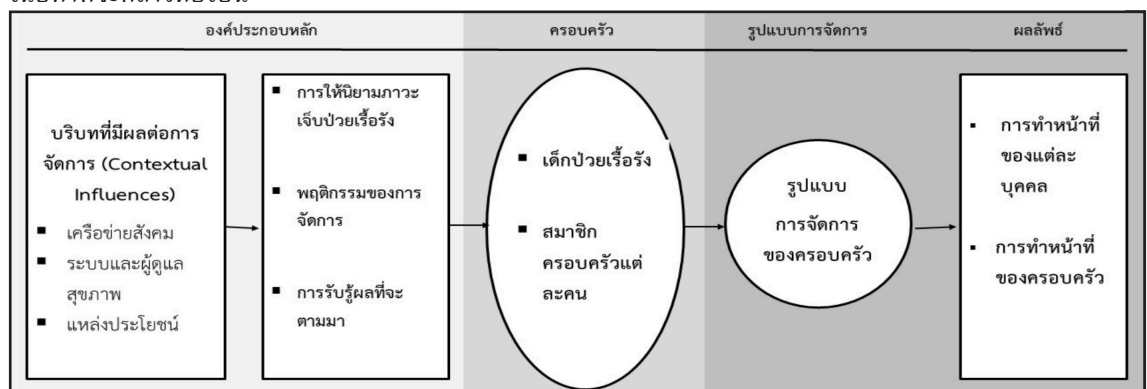 องค์ประกอบหลัก
ครอบครัว
รูปแบบการจัดการ
ผลลัพธ์
บริบทที่มีผลต่อการ
จัดการ (Contextual
Influences)
▪ เครือข่ายสังคม
▪ ระบบและผู้ดูแล
สุขภาพ
▪ แหล่งประโยชน์
▪ การให้นิยามภาวะ
เจ็บป่วยเรื้อรัง
▪ พฤติกรรมของการ
จัดการ
▪ การรับรู้ผลที่จะ
ตามมา
▪ เด็กป่วยเรื้อรัง
▪ สมาชิก
ครอบครัวแต่
ละคน
รูปแบบ
การจัดการ
ของครอบครัว
▪ การทำหน้าที่
ของแต่ละ
บุคคล
▪ การทำหน้าที่
ของครอบครัว